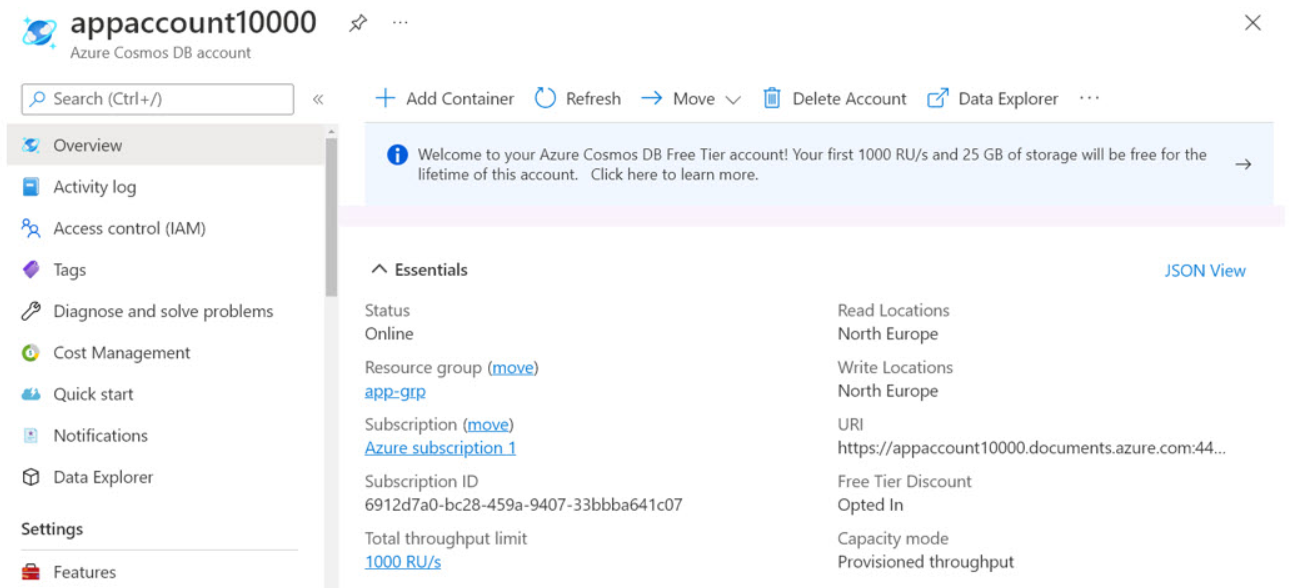 appaccount10000
Azure Cosmos DB account
Search (Ctrl+/)
Overview
Activity log
Access control (IAM)
Tags
Diagnose and solve problems
Cost Management
Quick start
Notifications
Data Explorer
Settings
Features
Add Container Refresh Move Delete Account Data Explorer
Welcome to your Azure Cosmos DB Free Tier account! Your first 1000 RU/s and 25 GB of storage will be free for the
lifetime of this account. Click here to learn more.
Essentials
JSON View
Status
Online
Resource group (move)
app-grp
Subscription (move)
Azure subscription 1
Subscription ID
6912d7a0-bc28-459a-9407-33bbba641c07
Total throughput limit
1000 RU/s
Read Locations
North Europe
Write Locations
North Europe
URI
https://appaccount10000.documents.azure.com:44...
Free Tier Discount
Opted In
Capacity mode
Provisioned throughput